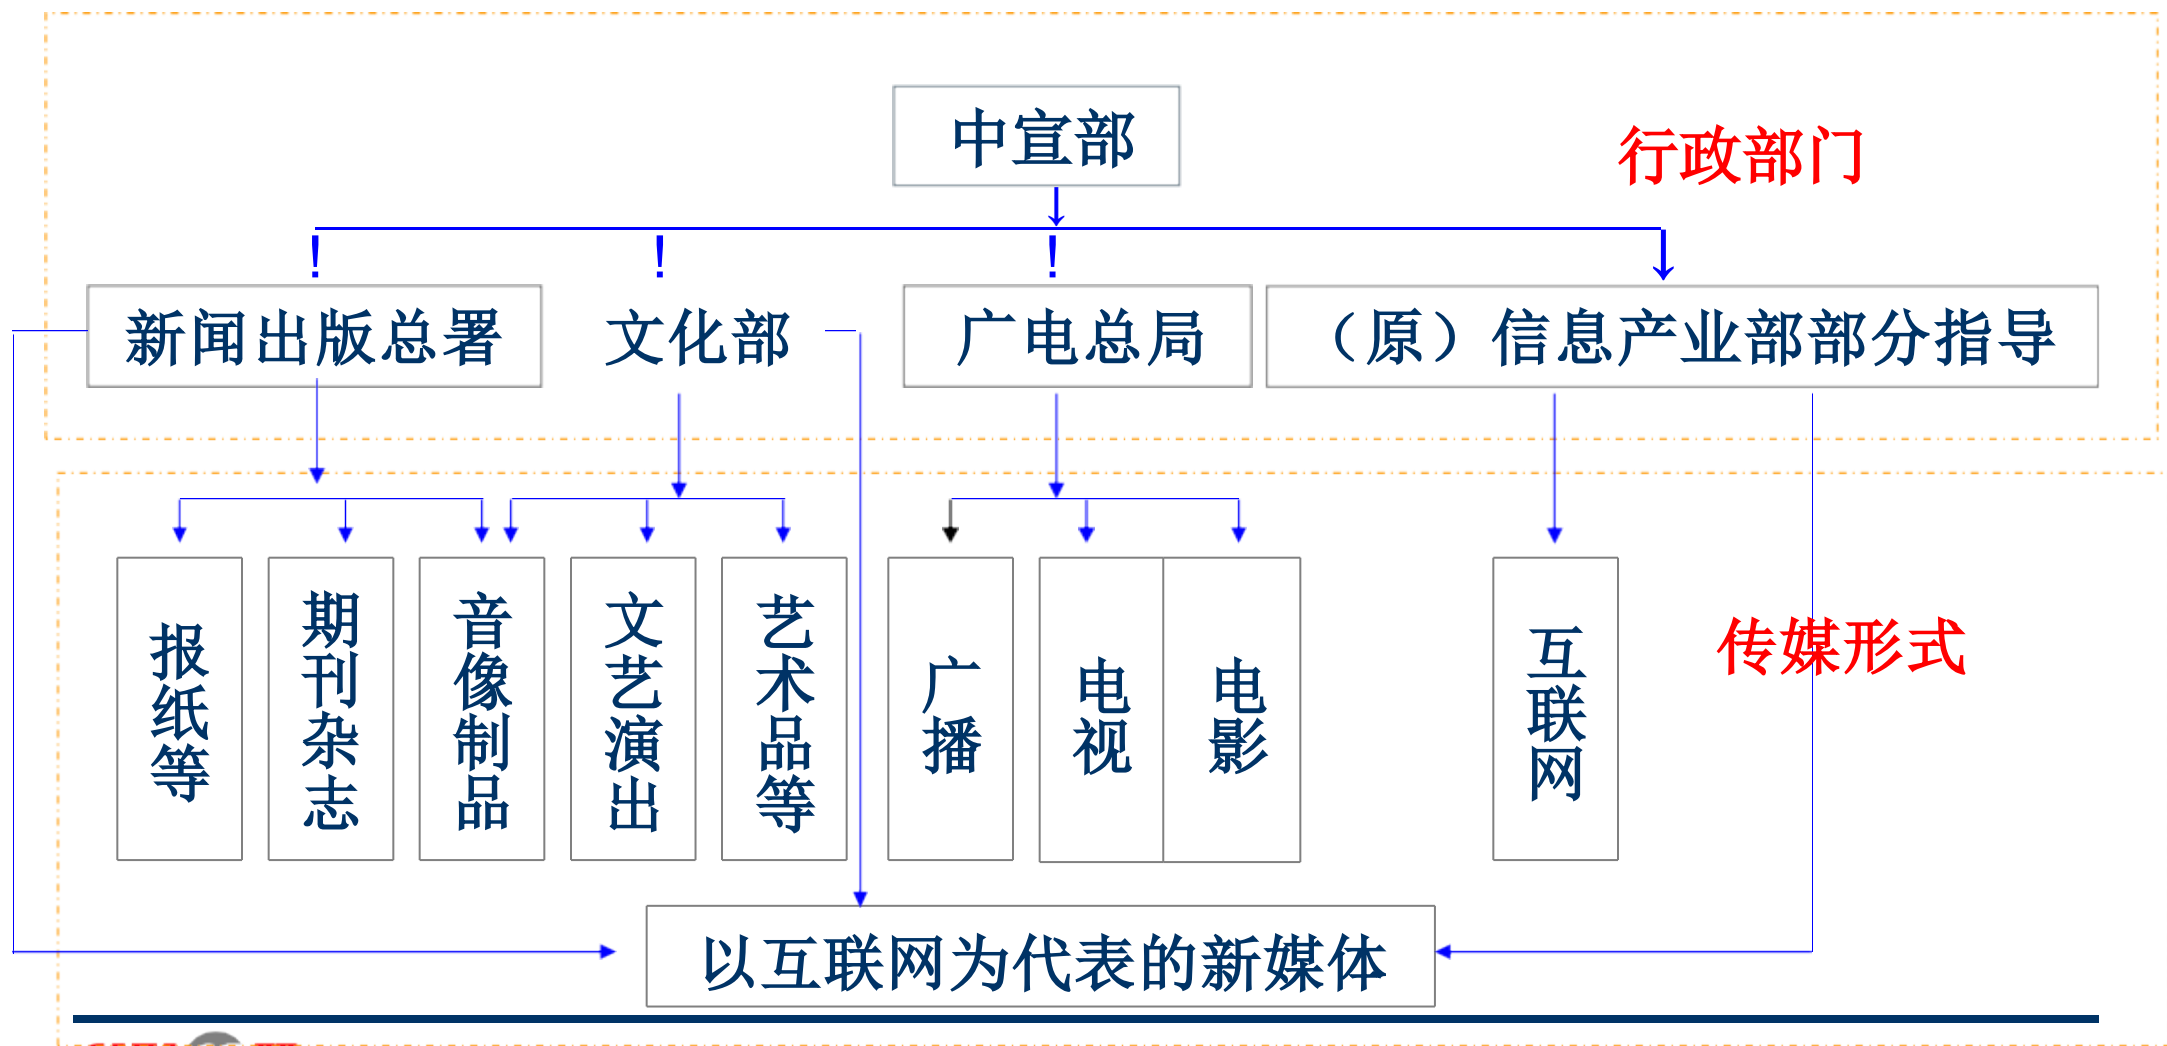 中宣部
行政部门
! ! !
新闻出版总署
文化部
广电总局
（原）信息产业部部分指导
报纸等
期刊杂志
音像制品
文艺演出
艺术品等
广播
电视
电影
互联网
传媒形式
以互联网为代表的新媒体